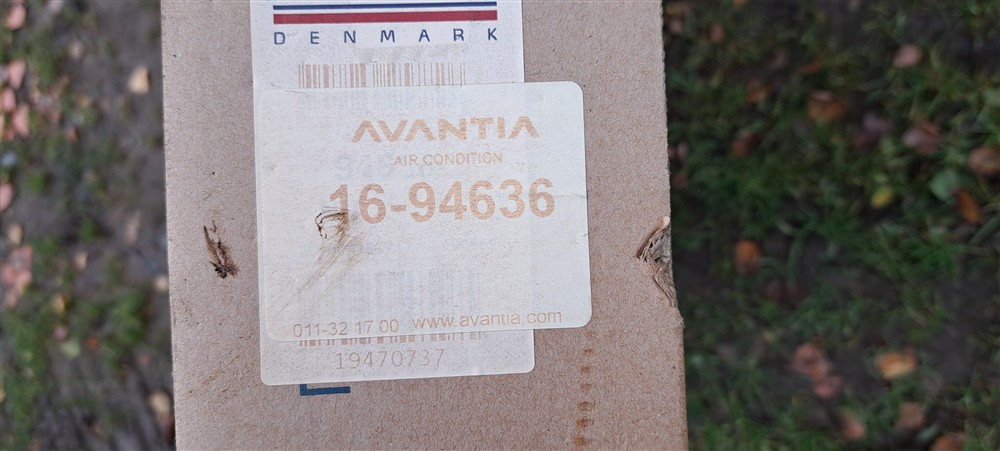 DENMARK
AVANTIA
AIR CONDITION
16-94636
011-32 17 00 www.avantia.com
19470737